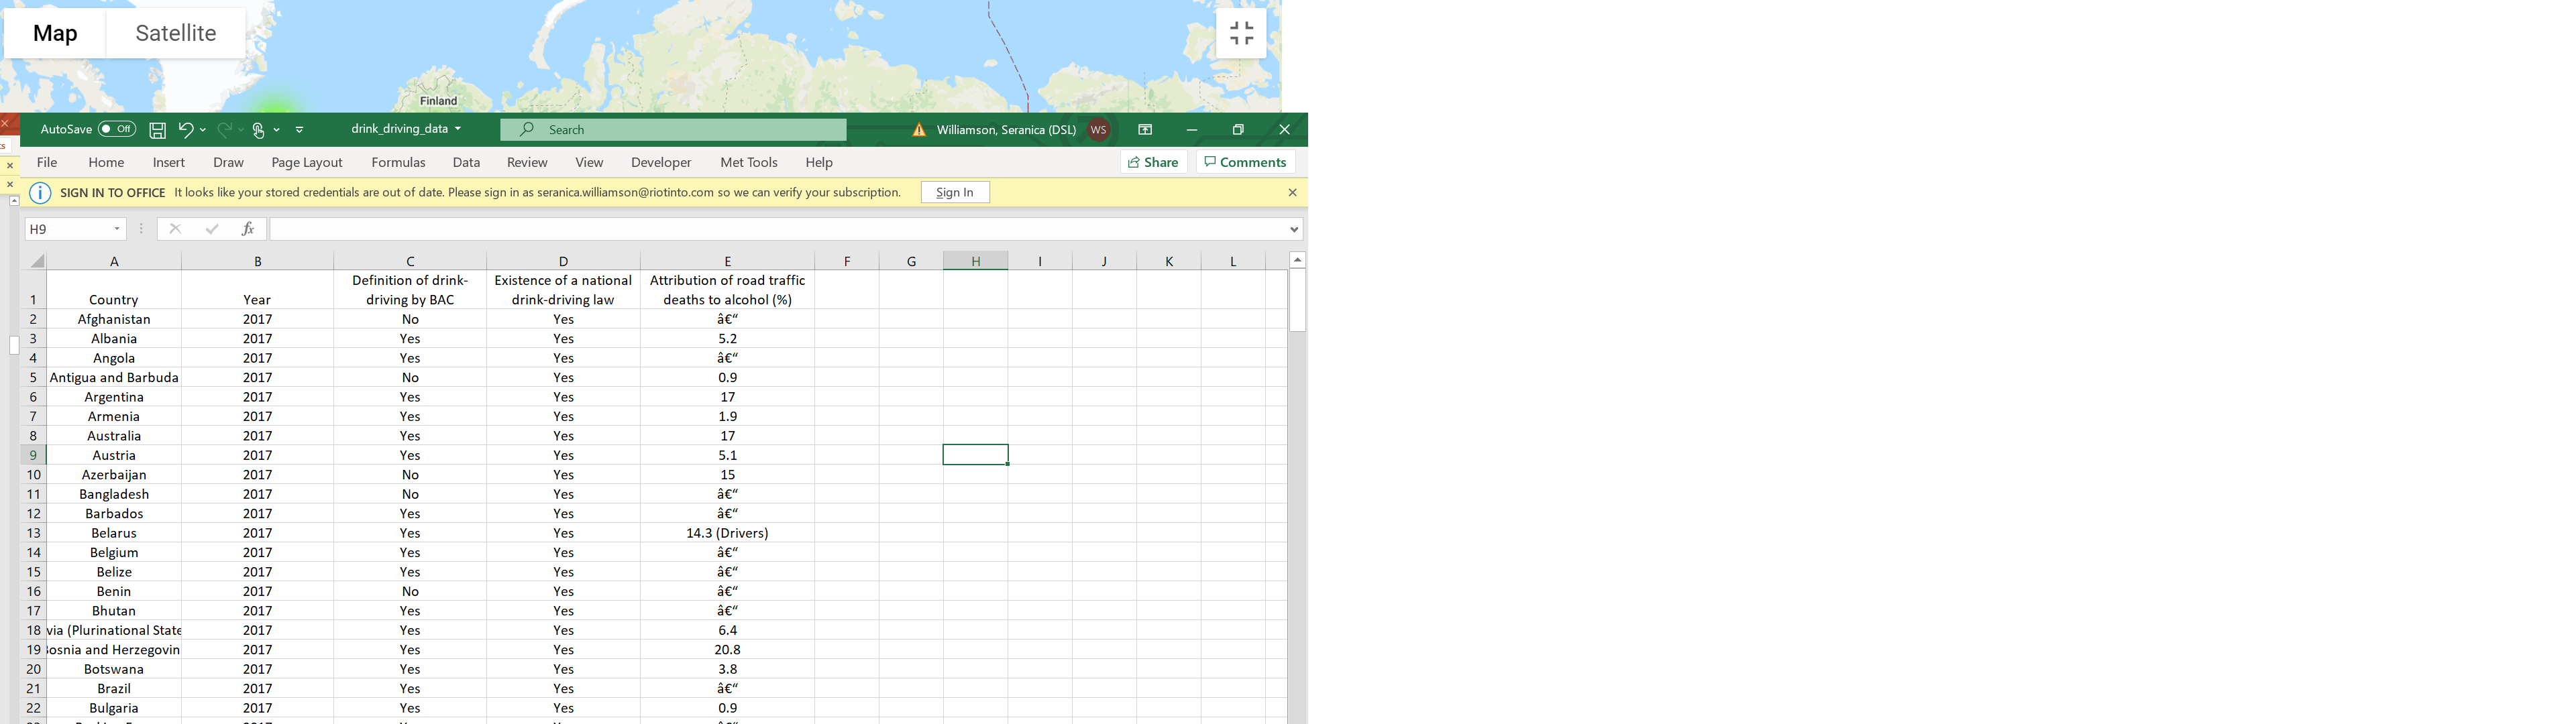 Map Satellite
Finland
AutoSave Off drink_driving_data Search Williamson, Seranica (DSL) WS
File Home Insert Draw Page Layout Formulas Data Review View Developer Met Tools Help Share Comments
SIGN IN TO OFFICE It looks like your stored credentials are out of date. Please sign in as seranica.williamson@riotinto.com so we can verify your subscription. Sign In
H9 fx
A B C D E F G H I J K L
1 Country Year Definition of drink-driving by BAC Existence of a national drink-driving law Attribution of road traffic deaths to alcohol (%)
2 Afghanistan 2017 No Yes â€“
3 Albania 2017 Yes Yes 5.2
4 Angola 2017 Yes Yes â€“
5 Antigua and Barbuda 2017 No Yes 0.9
6 Argentina 2017 Yes Yes 17
7 Armenia 2017 Yes Yes 1.9
8 Australia 2017 Yes Yes 17
9 Austria 2017 Yes Yes 5.1
10 Azerbaijan 2017 No Yes 15
11 Bangladesh 2017 No Yes â€“
12 Barbados 2017 Yes Yes â€“
13 Belarus 2017 Yes Yes 14.3 (Drivers)
14 Belgium 2017 Yes Yes â€“
15 Belize 2017 Yes Yes â€“
16 Benin 2017 No Yes â€“
17 Bhutan 2017 Yes Yes â€“
18 via (Plurinational State 2017 Yes Yes 6.4
19 osnia and Herzegovin 2017 Yes Yes 20.8
20 Botswana 2017 Yes Yes 3.8
21 Brazil 2017 Yes Yes â€“
22 Bulgaria 2017 Yes Yes 0.9